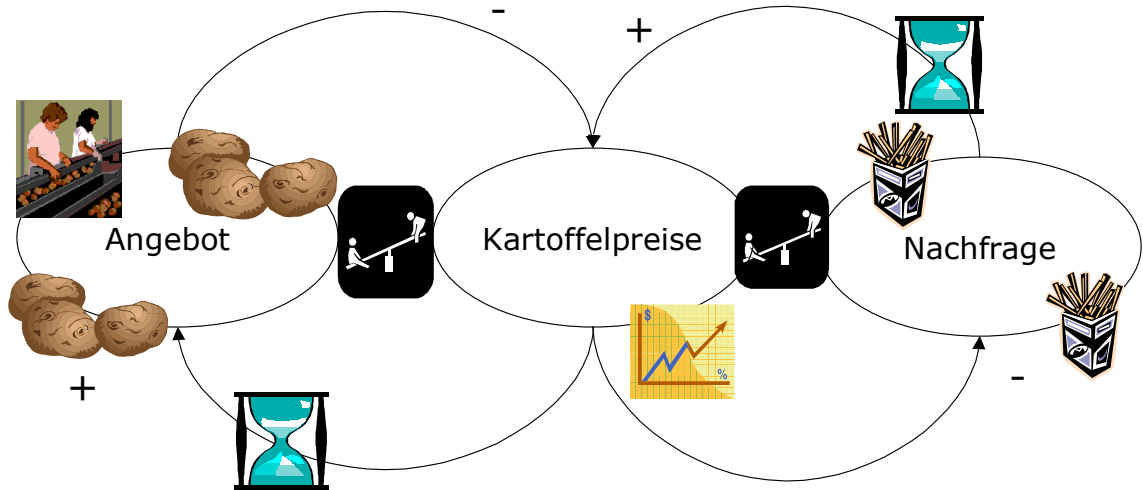 -
+
Angebot
Kartoffelpreise
Nachfrage
$
%
+
-